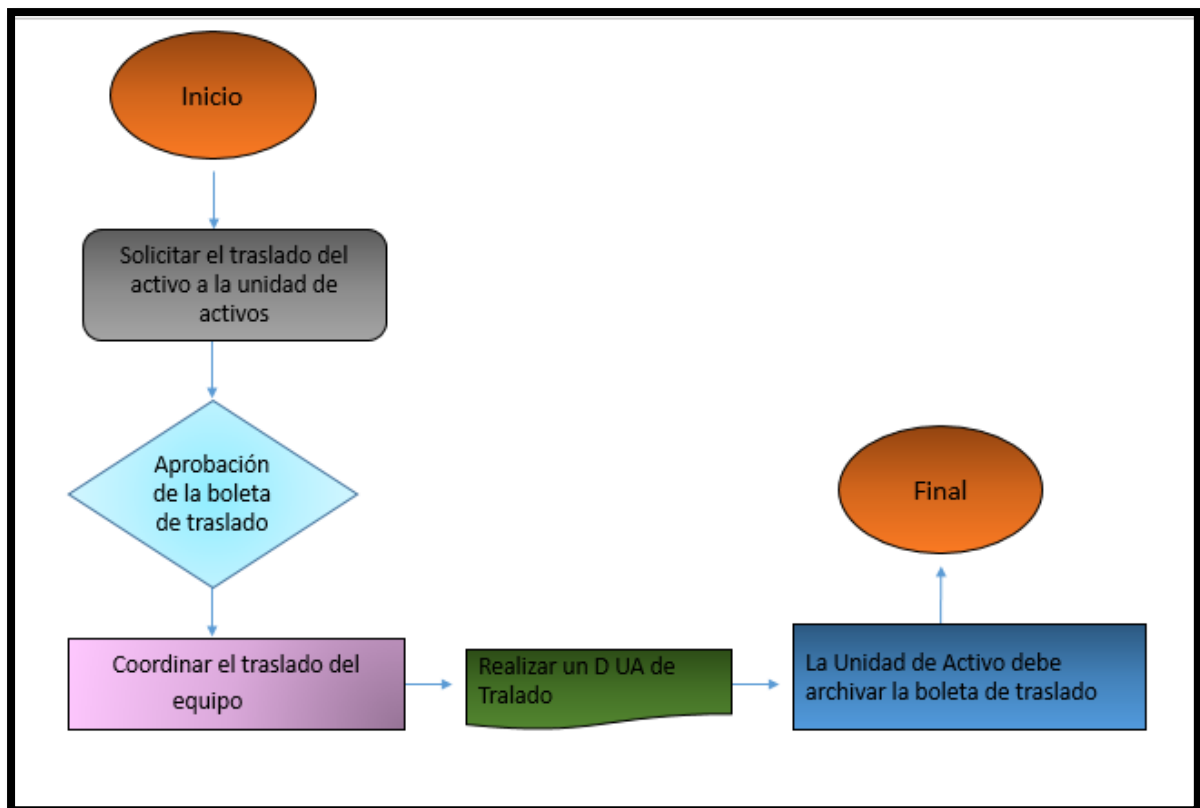 Inicio
Solicitar el traslado del
activo a la unidad de
activos
Aprobación
de la boleta
de traslado
Coordinar el traslado del
equipo
Realizar un D UA de
Tralado
La Unidad de Activo debe
archivar la boleta de traslado
Final